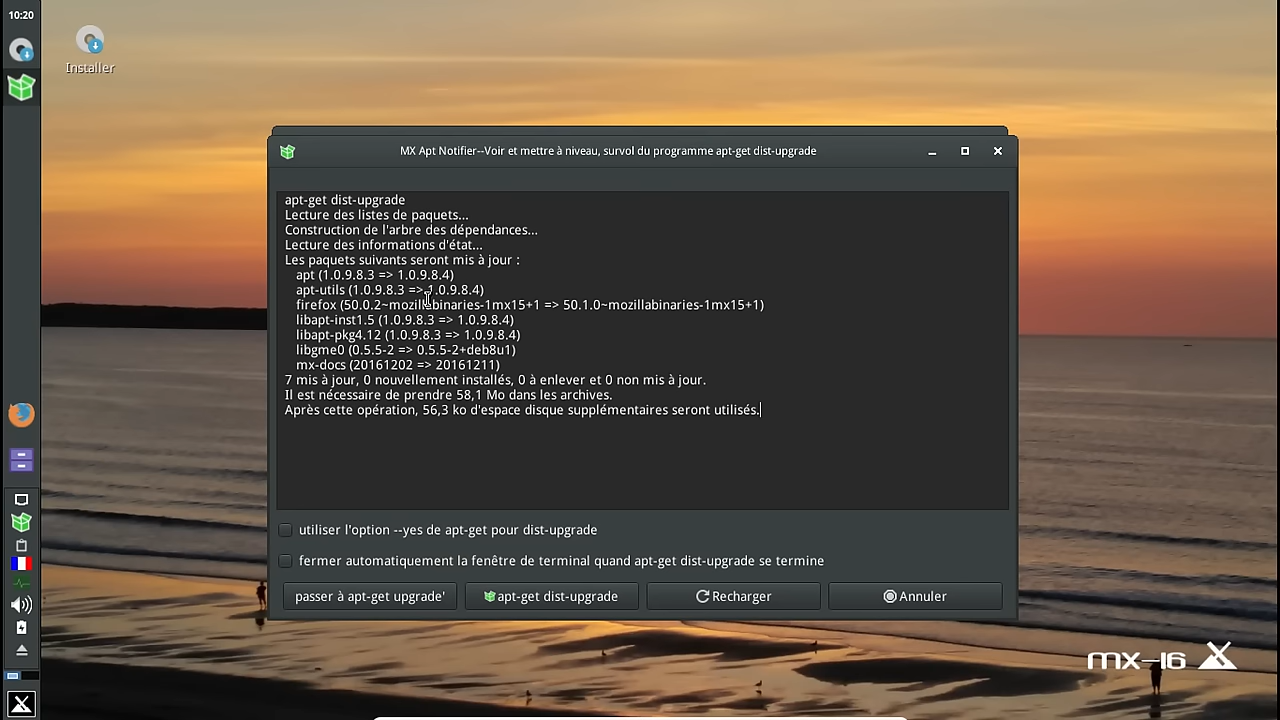 10:20
Installer
MX Apt Notifier--Voir et mettre à niveau, survol du programme apt-get dist-upgrade
apt-get dist-upgrade
Lecture des listes de paquets...
Construction de l'arbre des dépendances...
Lecture des informations d'état...
Les paquets suivants seront mis à jour :
apt (1.0.9.8.3 => 1.0.9.8.4)
apt-utils (1.0.9.8.3 => 1.0.9.8.4)
firefox (50.0.2~mozillabinaries-1mx15+1 => 50.1.0~mozillabinaries-1mx15+1)
libapt-inst1.5 (1.0.9.8.3 => 1.0.9.8.4)
libapt-pkg4.12 (1.0.9.8.3 => 1.0.9.8.4)
libgme0 (0.5.5-2 => 0.5.5-2+deb8u1)
mx-docs (20161202 => 20161211)
7 mis à jour, 0 nouvellement installés, 0 à enlever et 0 non mis à jour.
Il est nécessaire de prendre 58,1 Mo dans les archives.
Après cette opération, 56,3 ko d'espace disque supplémentaires seront utilisés.
utiliser l'option --yes de apt-get pour dist-upgrade
fermer automatiquement la fenêtre de terminal quand apt-get dist-upgrade se termine
passer à apt-get upgrade'
apt-get dist-upgrade
Recharger
Annuler
mx-16